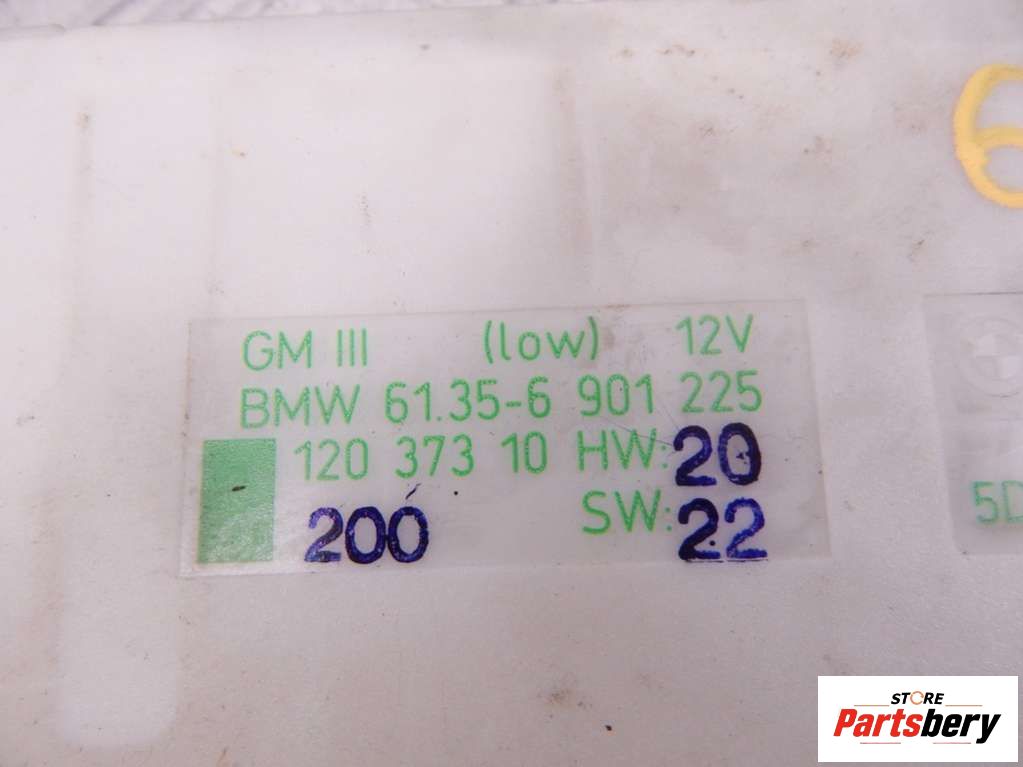 6
GM III (low) 12V
BMW 61.35-6 901 225
120 373 10 HW: 20
200 SW: 22
5D
STORE
Partsbery